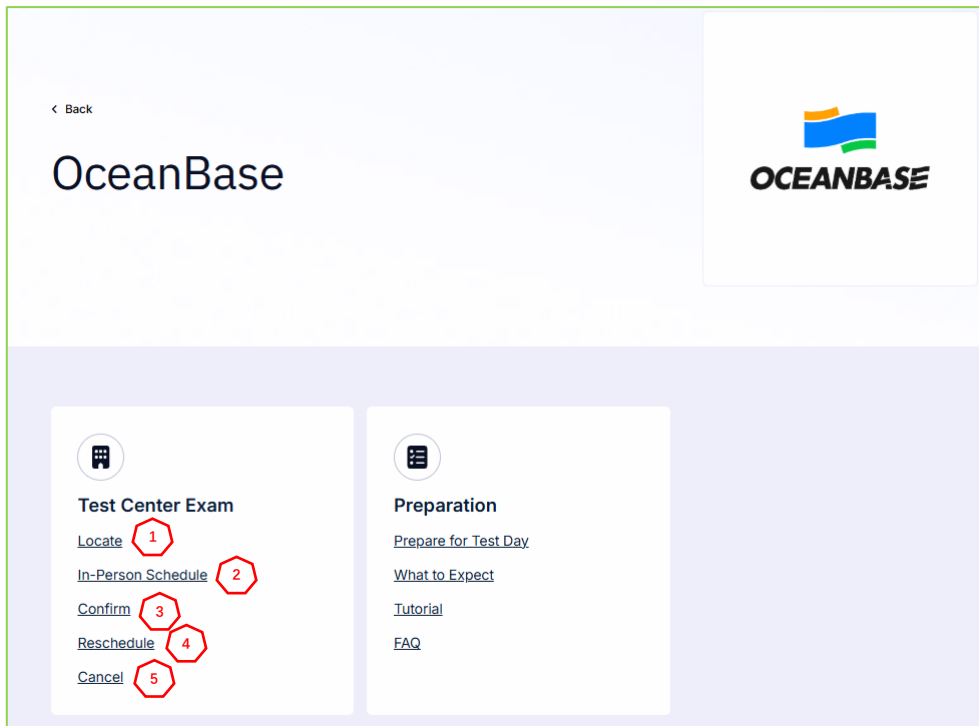 Back
OceanBase
OCEANBASE
Test Center Exam
Locate 1
In-Person Schedule 2
Confirm 3
Reschedule 4
Cancel 5
Preparation
Prepare for Test Day
What to Expect
Tutorial
FAQ